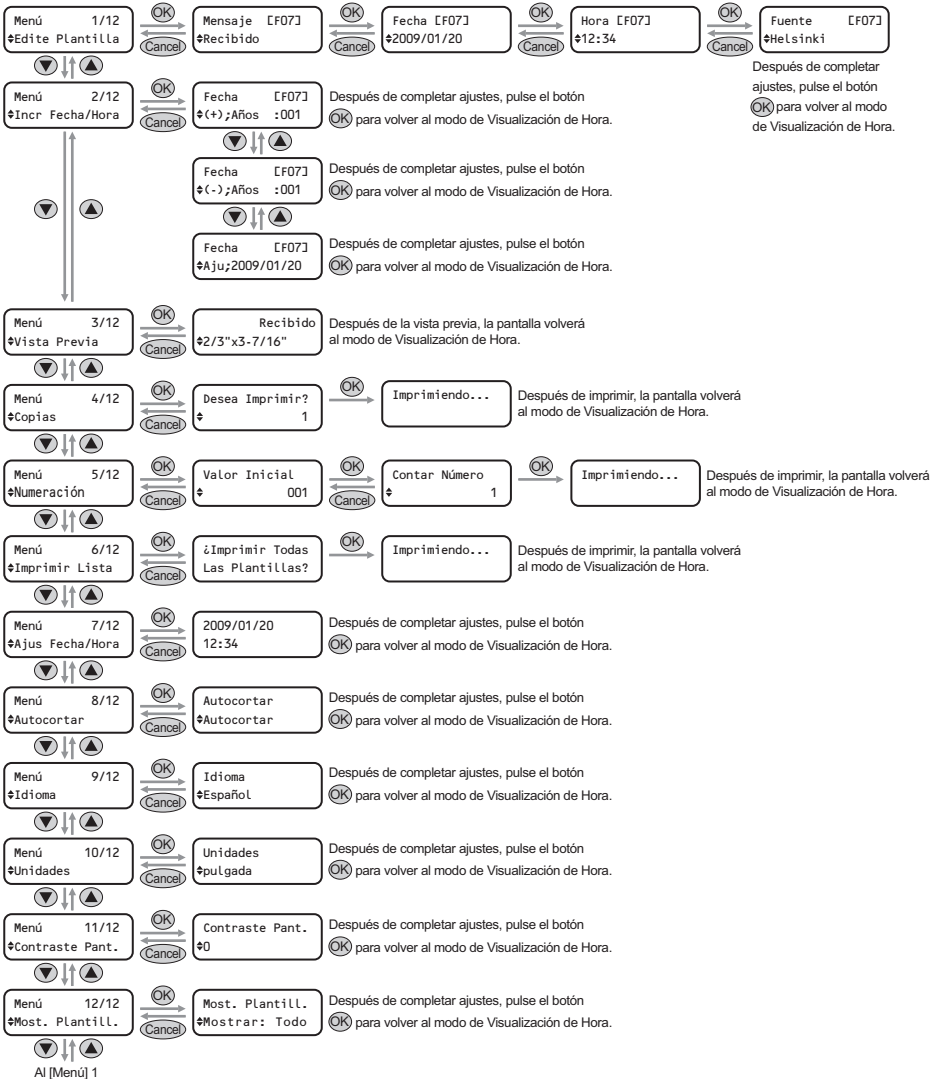 Menú 1/12
Edite Plantilla
OK
Cancel
Mensaje [F07]
Recibido
OK
Cancel
Fecha [F07]
2009/01/20
OK
Cancel
Hora [F07]
12:34
OK
Cancel
Fuente [F07]
Helsinki
Después de completar
ajustes, pulse el botón
OK para volver al modo
de Visualización de Hora.
Menú 2/12
Incr Fecha/Hora
OK
Cancel
Fecha [F07]
(+);Años :001
Después de completar ajustes, pulse el botón
OK para volver al modo de Visualización de Hora.
Fecha [F07]
(-);Años :001
Después de completar ajustes, pulse el botón
OK para volver al modo de Visualización de Hora.
Fecha [F07]
Aju;2009/01/20
Después de completar ajustes, pulse el botón
OK para volver al modo de Visualización de Hora.
Menú 3/12
Vista Previa
OK
Cancel
Recibido
2/3"x3-7/16"
Después de la vista previa, la pantalla volverá
al modo de Visualización de Hora.
Menú 4/12
Copias
OK
Cancel
Desea Imprimir?
1
OK
Imprimiendo...
Después de imprimir, la pantalla volverá
al modo de Visualización de Hora.
Menú 5/12
Numeración
OK
Cancel
Valor Inicial
001
OK
Cancel
Contar Número
1
OK
Imprimiendo...
Después de imprimir, la pantalla volverá
al modo de Visualización de Hora.
Menú 6/12
Imprimir Lista
OK
Cancel
¿Imprimir Todas
Las Plantillas?
OK
Imprimiendo...
Después de imprimir, la pantalla volverá
al modo de Visualización de Hora.
Menú 7/12
Ajus Fecha/Hora
OK
Cancel
2009/01/20
12:34
Después de completar ajustes, pulse el botón
OK para volver al modo de Visualización de Hora.
Menú 8/12
Autocortar
OK
Cancel
Autocortar
Autocortar
Después de completar ajustes, pulse el botón
OK para volver al modo de Visualización de Hora.
Menú 9/12
Idioma
OK
Cancel
Idioma
Español
Después de completar ajustes, pulse el botón
OK para volver al modo de Visualización de Hora.
Menú 10/12
Unidades
OK
Cancel
Unidades
pulgada
Después de completar ajustes, pulse el botón
OK para volver al modo de Visualización de Hora.
Menú 11/12
Contraste Pant.
OK
Cancel
Contraste Pant.
0
Después de completar ajustes, pulse el botón
OK para volver al modo de Visualización de Hora.
Menú 12/12
Most. Plantill.
OK
Cancel
Most. Plantill.
Mostrar: Todo
Después de completar ajustes, pulse el botón
OK para volver al modo de Visualización de Hora.
Al [Menú] 1